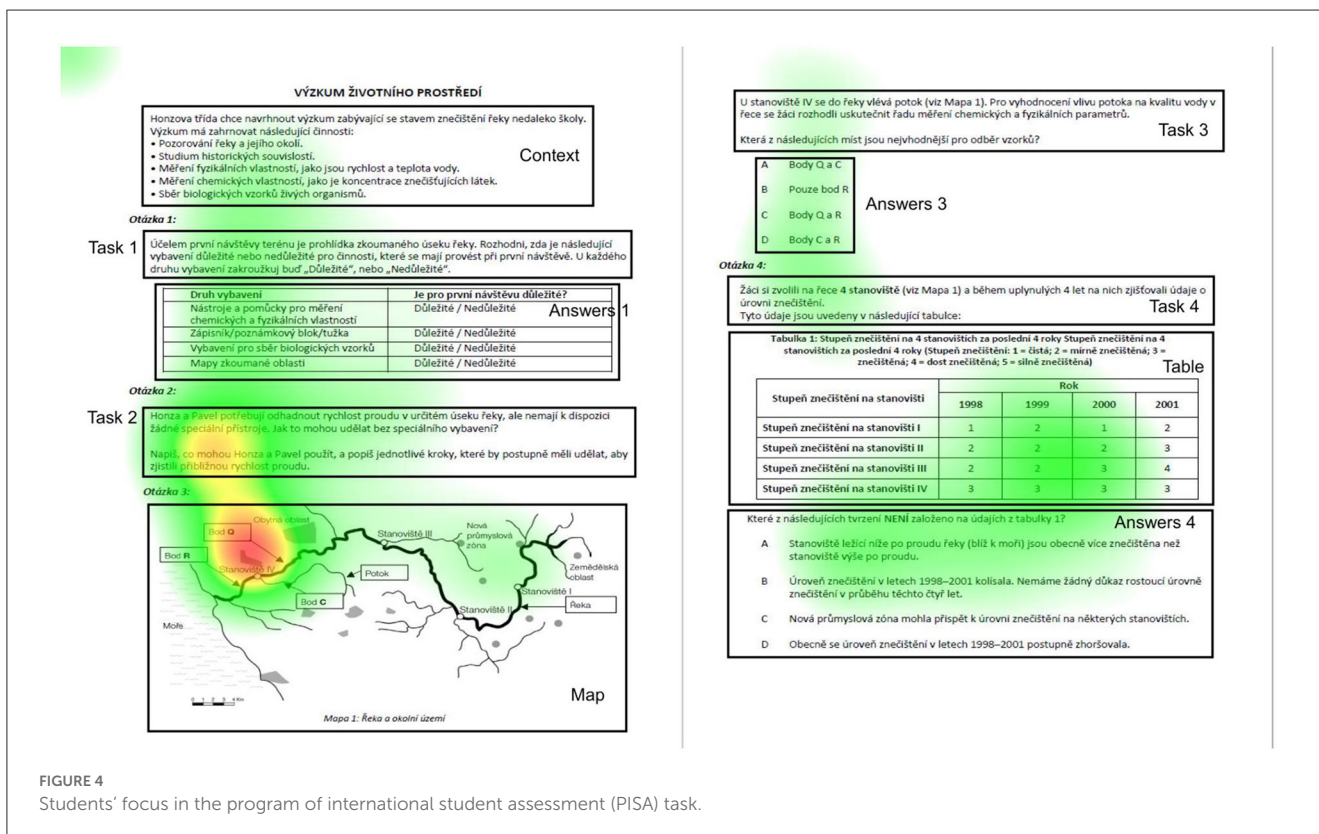 VÝZKUM ŽIVOTNÍHO PROSTŘEDÍ
Honzova třída chce navrhnout výzkum zabývající se stavem znečištění řeky nedaleko školy.
Výzkum má zahrnovat následující činnosti:
• Pozorování řeky a jejího okolí.
• Studium historických souvislostí.
• Měření fyzikálních vlastností, jako jsou rychlost a teplota vody.
• Měření chemických vlastností, jako je koncentrace znečišťujících látek.
• Sběr biologických vzorků živých organismů.
Context
Otázka 1:
Task 1
Účelem první návštěvy terénu je prohlídka zkoumaného úseku řeky. Rozhodni, zda je následující
vybavení důležité nebo nedůležité pro činnosti, které se mají provést při první návštěvě. U každého
druhu vybavení zakroužkuj buď „Důležité“, nebo „Nedůležité“.
Druh vybavení Je pro první návštěvu důležité?
Nástroje a pomůcky pro měření Důležité / Nedůležité
chemických a fyzikálních vlastností
Zápisník/poznámkový blok/tužka Důležité / Nedůležité
Vybavení pro sběr biologických vzorků Důležité / Nedůležité
Mapy zkoumané oblasti Důležité / Nedůležité
Answers 1
Otázka 2:
Task 2
Honza a Pavel potřebují odhadnout rychlost proudu v určitém úseku řeky, ale nemají k dispozici
žádné speciální přístroje. Jak to mohou udělat bez speciálního vybavení?
Napiš, co mohou Honza a Pavel použít, a popiš jednotlivé kroky, které by postupně měli udělat, aby
zjistili přibližnou rychlost proudu.
Otázka 3:
Obytná oblast
Bod Q
Bod R
Stanoviště IV
Stanoviště III
Nová
průmyslová
zóna
Zemědělská
oblast
Potok
Bod C
Stanoviště I
Stanoviště II
Řeka
Moře
0 1 2 3 4 Km
Map
Mapa 1: Řeka a okolní území
U stanoviště IV se do řeky vlévá potok (viz Mapa 1). Pro vyhodnocení vlivu potoka na kvalitu vody v
řece se žáci rozhodli uskutečnit řadu měření chemických a fyzikálních parametrů.
Task 3
Která z následujících míst jsou nejvhodnější pro odběr vzorků?
A Body Q a C
B Pouze bod R
C Body Q a R
D Body C a R
Answers 3
Otázka 4:
Žáci si zvolili na řece 4 stanoviště (viz Mapa 1) a během uplynulých 4 let na nich zjišťovali údaje o
úrovni znečištění.
Tyto údaje jsou uvedeny v následující tabulce:
Task 4
Tabulka 1: Stupeň znečištění na 4 stanovištích za poslední 4 roky Stupeň znečištění na 4
stanovištích za poslední 4 roky (Stupeň znečištění: 1 = čistá; 2 = mírně znečištěná; 3 =
znečištěná; 4 = dost znečištěná; 5 = silně znečištěná)
Table
Stupeň znečištění na stanovišti Rok
1998 1999 2000 2001
Stupeň znečištění na stanovišti I 1 2 1 2
Stupeň znečištění na stanovišti II 2 2 2 3
Stupeň znečištění na stanovišti III 2 2 3 4
Stupeň znečištění na stanovišti IV 3 3 3 3
Které z následujících tvrzení NENÍ založeno na údajích z tabulky 1?
Answers 4
A Stanoviště ležící níže po proudu řeky (blíž k moři) jsou obecně více znečištěna než
stanoviště výše po proudu.
B Úroveň znečištění v letech 1998–2001 kolísala. Nemáme žádný důkaz rostoucí úrovně
znečištění v průběhu těchto čtyř let.
C Nová průmyslová zóna mohla přispět k úrovni znečištění na některých stanovištích.
D Obecně se úroveň znečištění v letech 1998–2001 postupně zhoršovala.
FIGURE 4
Students' focus in the program of international student assessment (PISA) task.